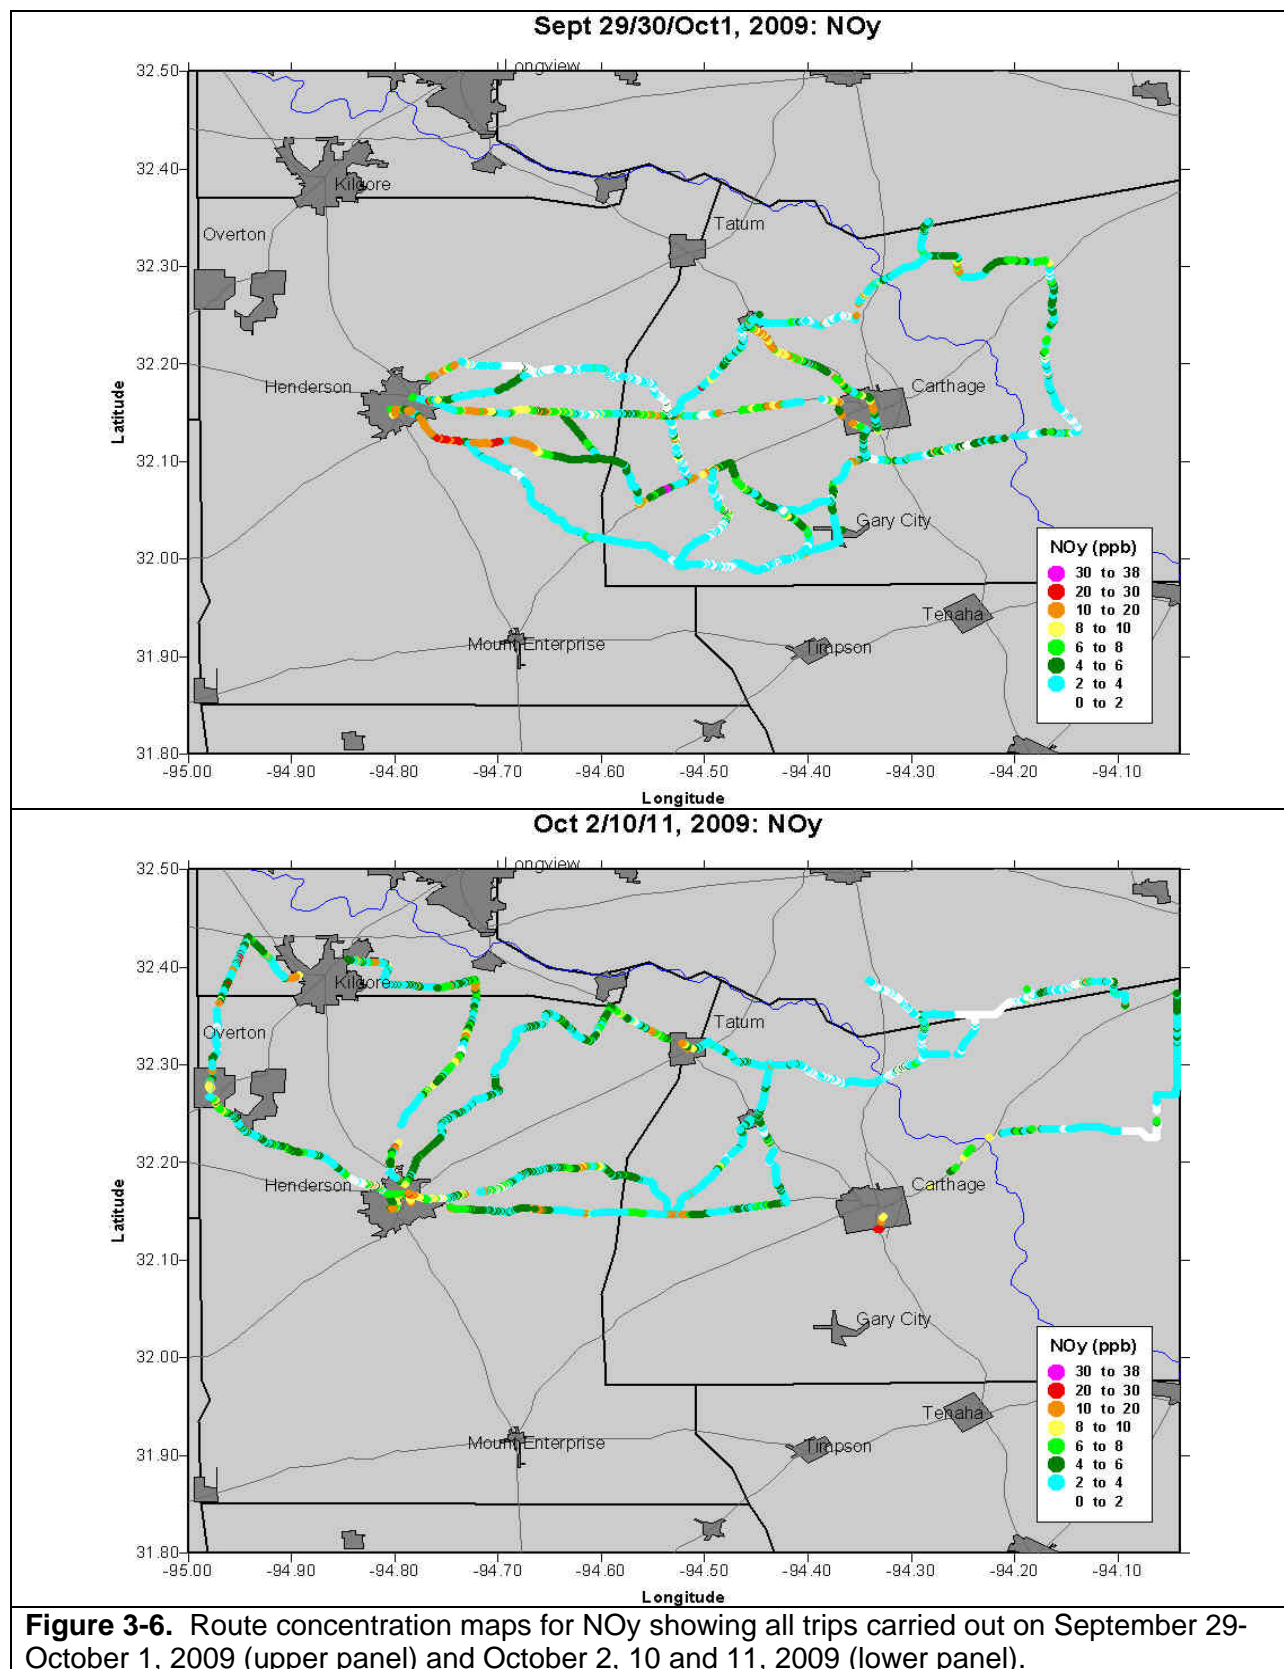 Sept 29/30/Oct1, 2009: NOy
Longview
32.50
32.40
Kilgore
Overton
Tatum
32.30
32.20
Henderson
Carthage
Latitude
32.10
Gary City
32.00
NOy (ppb)
30 to 38
20 to 30
10 to 20
8 to 10
6 to 8
4 to 6
2 to 4
0 to 2
Tenaha
Mount Enterprise
Timpson
31.90
31.80
-95.00 -94.90 -94.80 -94.70 -94.60 -94.50 -94.40 -94.30 -94.20 -94.10
Longitude
Oct 2/10/11, 2009: NOy
Longview
32.50
32.40
Kilgore
Overton
Tatum
32.30
32.20
Henderson
Carthage
Latitude
32.10
Gary City
32.00
NOy (ppb)
30 to 38
20 to 30
10 to 20
8 to 10
6 to 8
4 to 6
2 to 4
0 to 2
Tenaha
Mount Enterprise
Timpson
31.90
31.80
-95.00 -94.90 -94.80 -94.70 -94.60 -94.50 -94.40 -94.30 -94.20 -94.10
Longitude
Figure 3-6. Route concentration maps for NOy showing all trips carried out on September 29-
October 1, 2009 (upper panel) and October 2, 10 and 11, 2009 (lower panel).